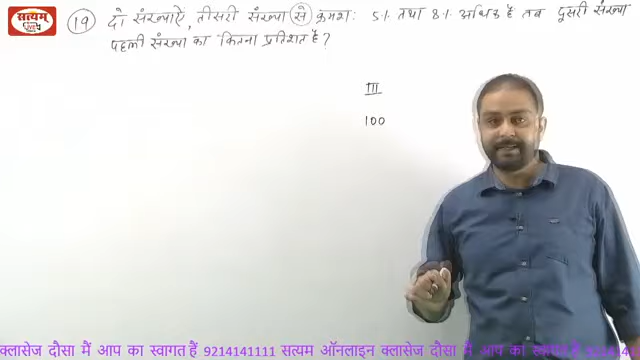 सत्यम्
19 दो संख्याऐं, तीसरी संख्या से क्रमश: 5% तथा 8% अधिक है तब दूसरी संख्या
पहली संख्या का कितना प्रतिशत है ?
III
100
क्लासेज दौसा मैं आप का स्वागत हैं 9214141111 सत्यम ऑनलाइन क्लासेज दौसा मैं आप का स्वागत हैं